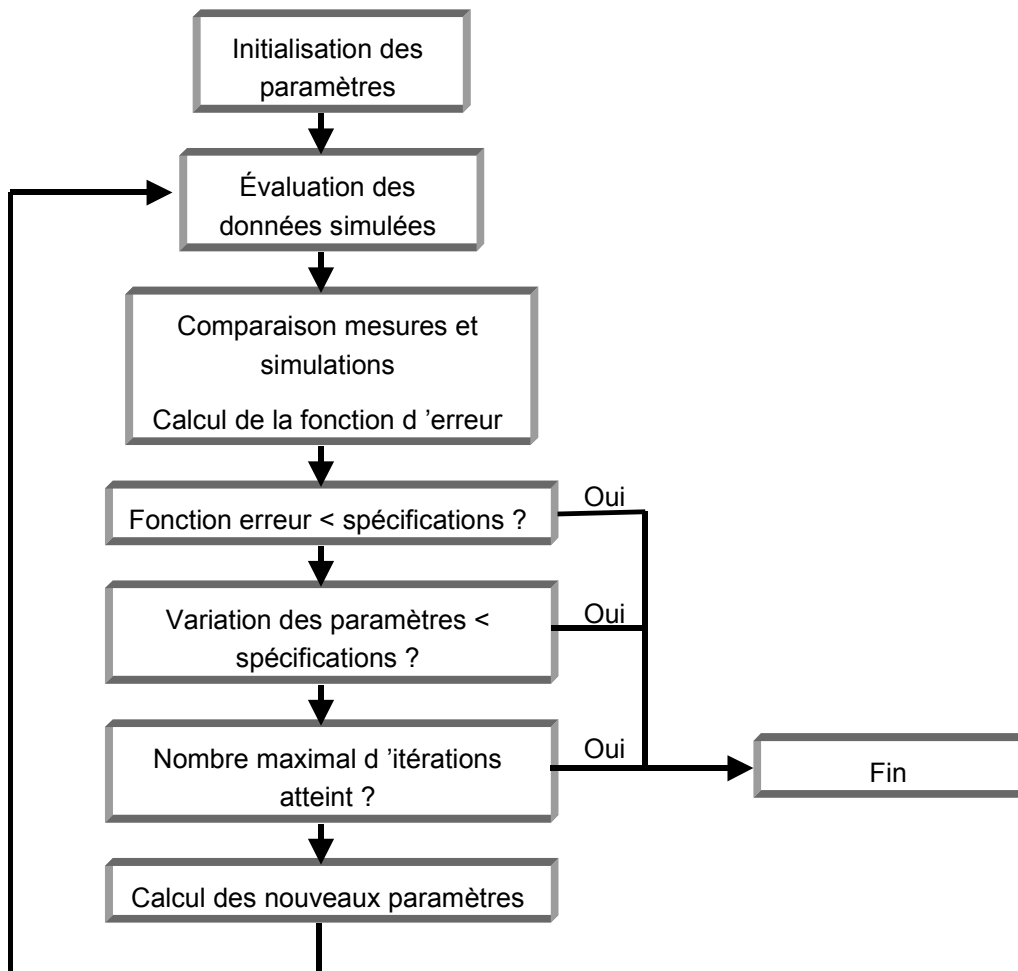 Initialisation des
paramètres
Évaluation des
données simulées
Comparaison mesures et
simulations
Calcul de la fonction d ’erreur
Fonction erreur < spécifications ?
Oui
Variation des paramètres <
spécifications ?
Oui
Nombre maximal d ’itérations
atteint ?
Oui
Fin
Calcul des nouveaux paramètres